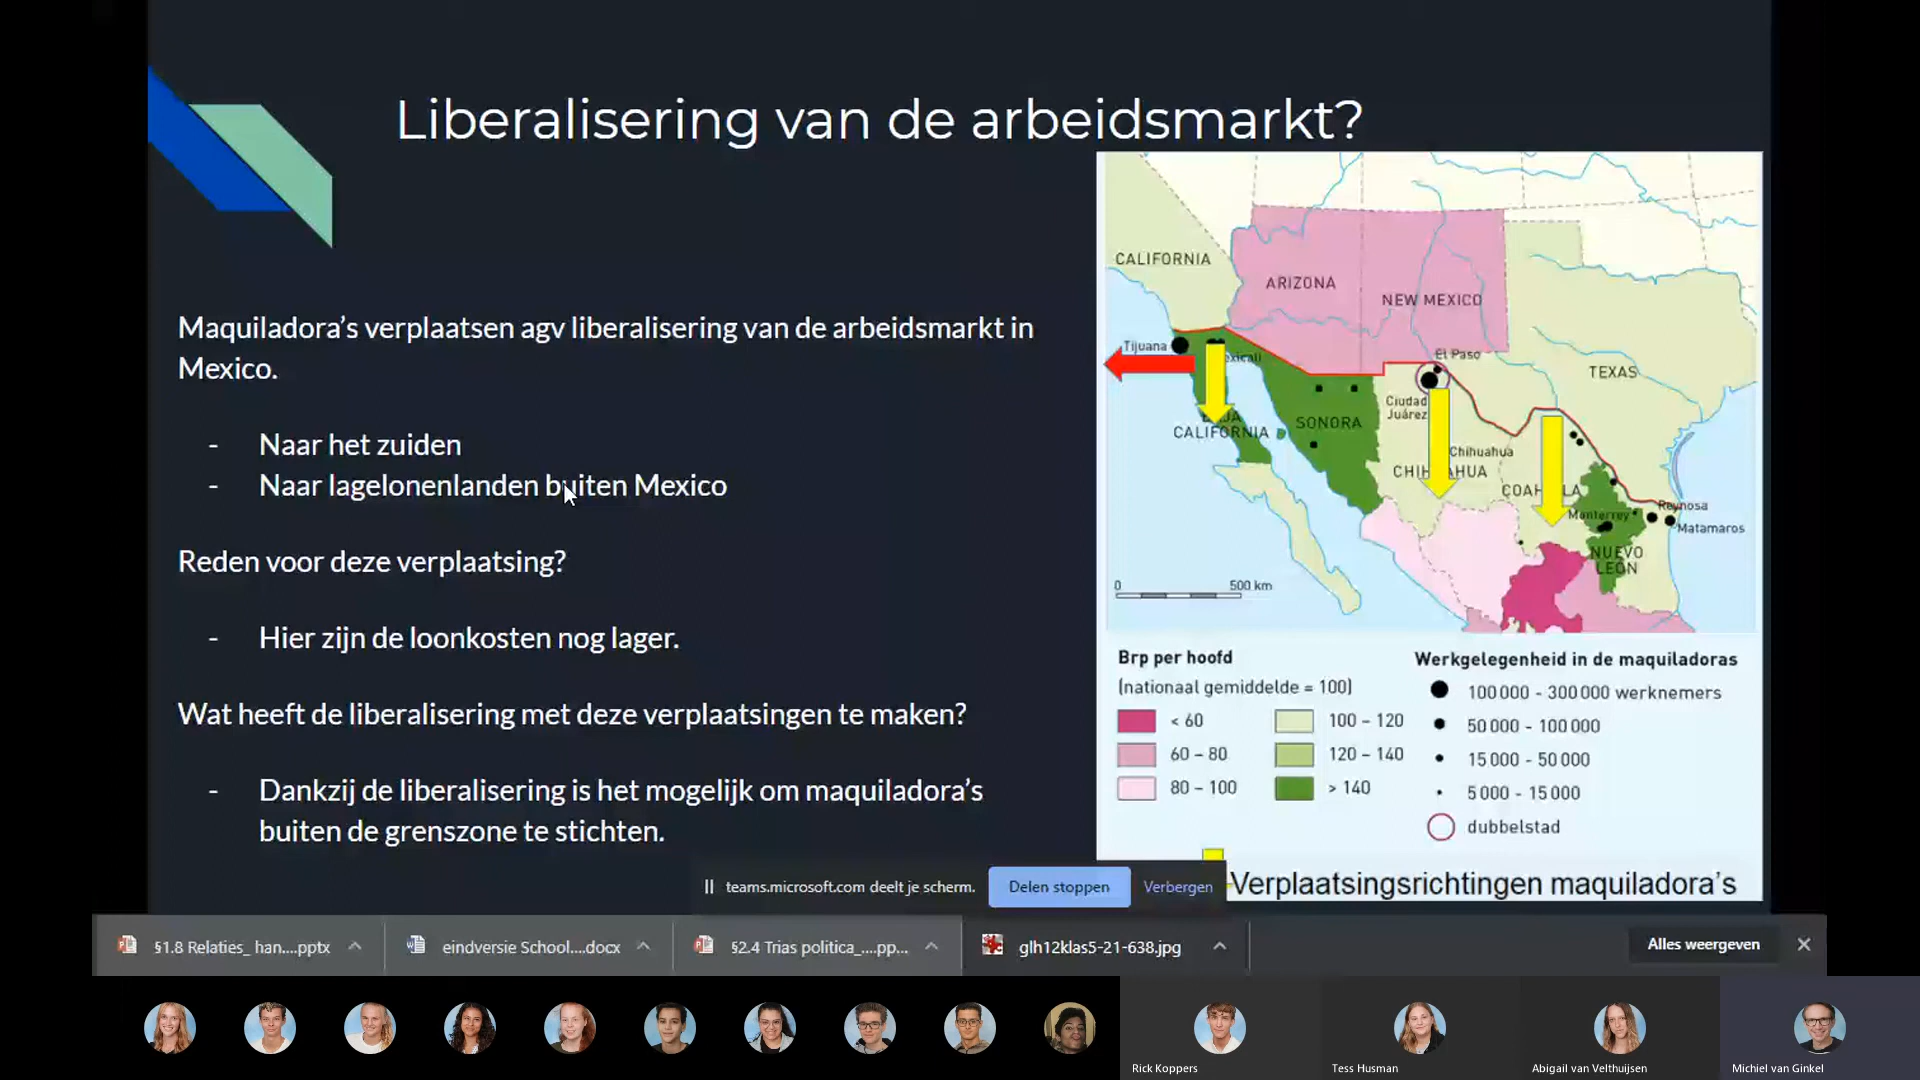 Liberalisering van de arbeidsmarkt?
Maquiladora's verplaatsen agv liberalisering van de arbeidsmarkt in
Mexico.
- Naar het zuiden
- Naar lagelonenlanden buiten Mexico
Reden voor deze verplaatsing?
- Hier zijn de loonkosten nog lager.
Wat heeft de liberalisering met deze verplaatsingen te maken?
- Dankzij de liberalisering is het mogelijk om maquiladora's
buiten de grenszone te stichten.
CALIFORNIA
ARIZONA
NEW MEXICO
TEXAS
Tijuana
El Paso
Ciudad
Juárez
SONORA
CALIFORNIA
Chihuahua
Monterrey
Reynosa
Matamaros
NUEVO
LEÓN
0 500 km
Brp per hoofd
(nationaal gemiddelde = 100)
< 60
60 – 80
80 – 100
100 – 120
120 – 140
> 140
Werkgelegenheid in de maquiladoras
100 000 - 300 000 werknemers
50 000 - 100 000
15 000 - 50 000
5 000 - 15 000
dubbelstad
Verplaatsingsrichtingen maquiladora's
teams.microsoft.com deelt je scherm.
Delen stoppen
Verbergen
§1.8 Relaties_ han....pptx
eindversie School....docx
§2.4 Trias politica_....pp...
glh12klas5-21-638.jpg
Alles weergeven
Rick Koppers
Tess Husman
Abigail van Velthuijsen
Michiel van Ginkel